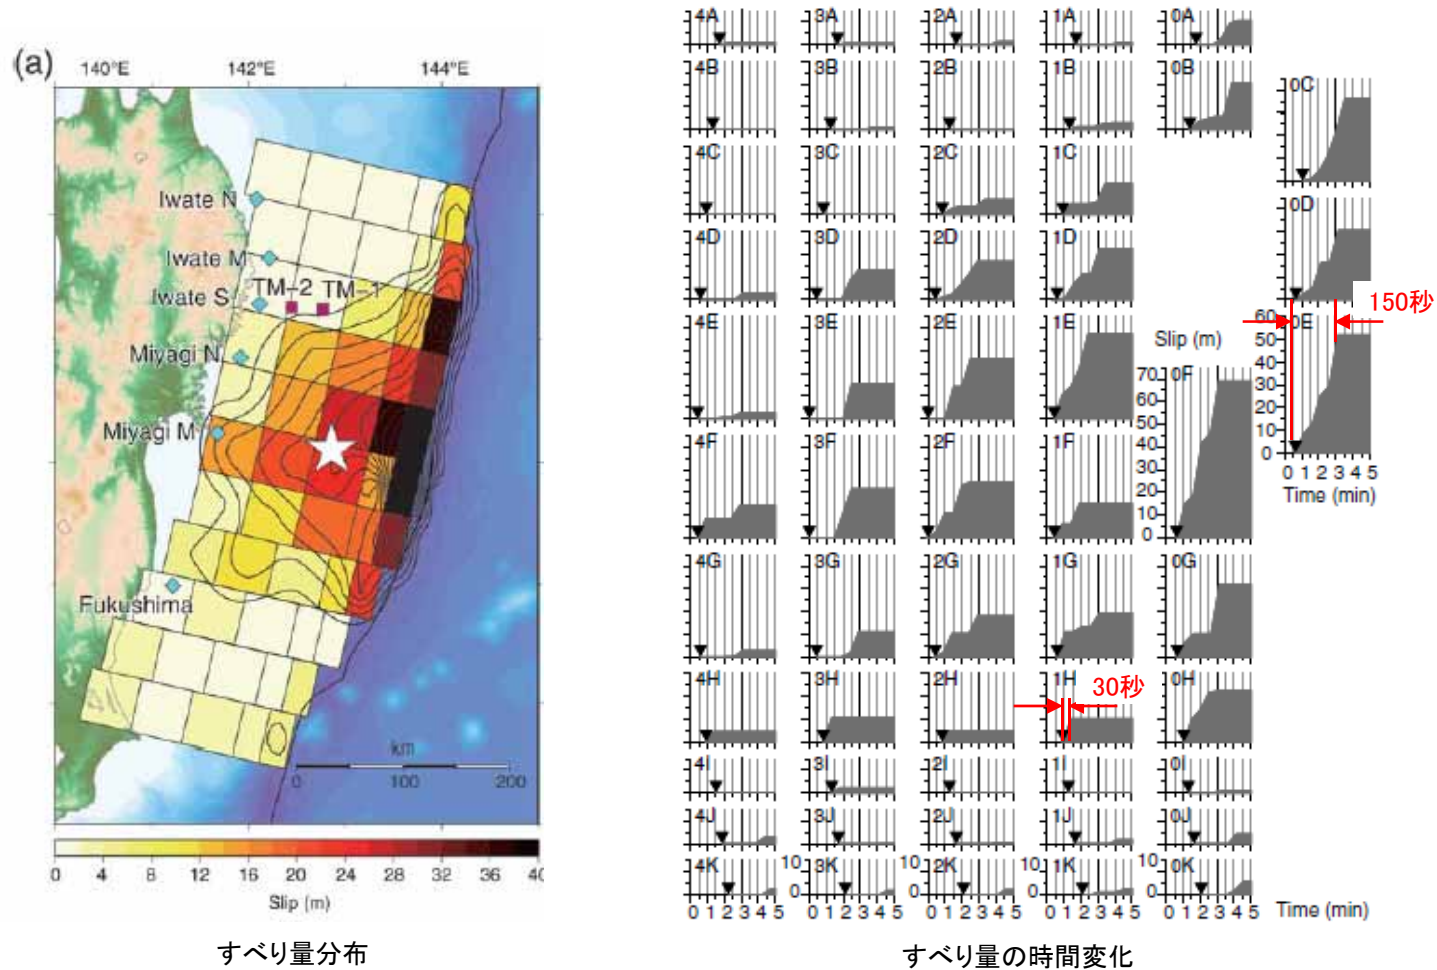 (a)
140°E 142°E 144°E
Iwate N
Iwate M
TM−2 TM−1
Iwate S
Miyagi N
Miyagi M
Fukushima
km
0 100 200
0 4 8 12 16 20 24 28 32 36 40
Slip (m)
すべり量分布
4A 3A 2A 1A 0A
4B 3B 2B 1B 0B
0C
4C 3C 2C 1C
0D
4D 3D 2D 1D
150秒
4E 3E 2E 1E
Slip (m)
60 0E
50
40
30
20
10
0
0 1 2 3 4 5
Time (min)
70 0F
60
50
40
30
20
10
0
4F 3F 2F 1F
4G 3G 2G 1G 0G
4H 3H 2H 1H 0H
30秒
4I 3I 2I 1I 0I
4J 3J 2J 1J 0J
4K 3K 2K 1K 0K
10 10 10 10
0 0 0 0
0 1 2 3 4 5 0 1 2 3 4 5 0 1 2 3 4 5 0 1 2 3 4 5 0 1 2 3 4 5
Time (min)
すべり量の時間変化